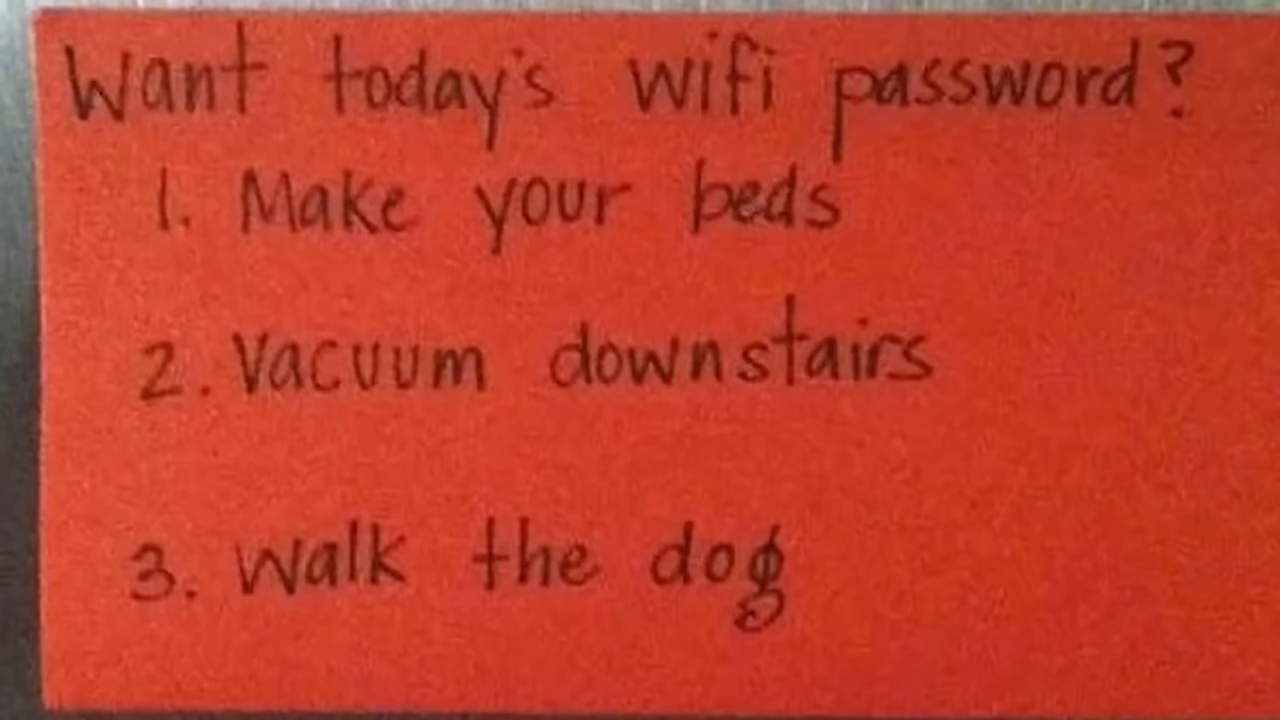 Want today's wifi password?
1. Make your beds
2. Vacuum downstairs
3. Walk the dog